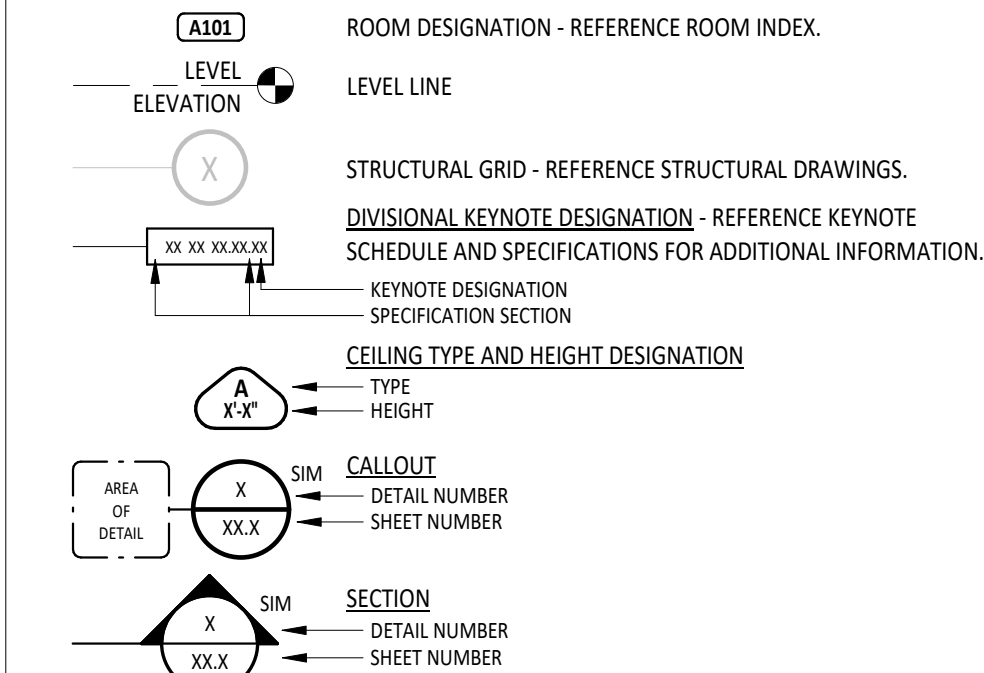 A101 ROOM DESIGNATION - REFERENCE ROOM INDEX.
LEVEL
ELEVATION
LEVEL LINE
X STRUCTURAL GRID - REFERENCE STRUCTURAL DRAWINGS.
DIVISIONAL KEYNOTE DESIGNATION - REFERENCE KEYNOTE
SCHEDULE AND SPECIFICATIONS FOR ADDITIONAL INFORMATION.
XX XX XX.XX.XX
KEYNOTE DESIGNATION
SPECIFICATION SECTION
CEILING TYPE AND HEIGHT DESIGNATION
A
X'-X"
TYPE
HEIGHT
AREA
OF
DETAIL
X
XX.X
SIM
CALLOUT
DETAIL NUMBER
SHEET NUMBER
X
XX.X
SIM
SECTION
DETAIL NUMBER
SHEET NUMBER